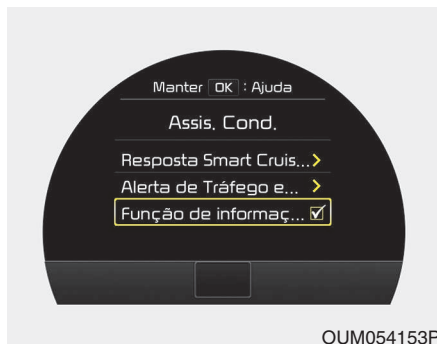 Manter OK : Ajuda
Assis. Cond.
Resposta Smart Cruis...>
Alerta de Tráfego e... >
Função de informaç...
OUM054153P